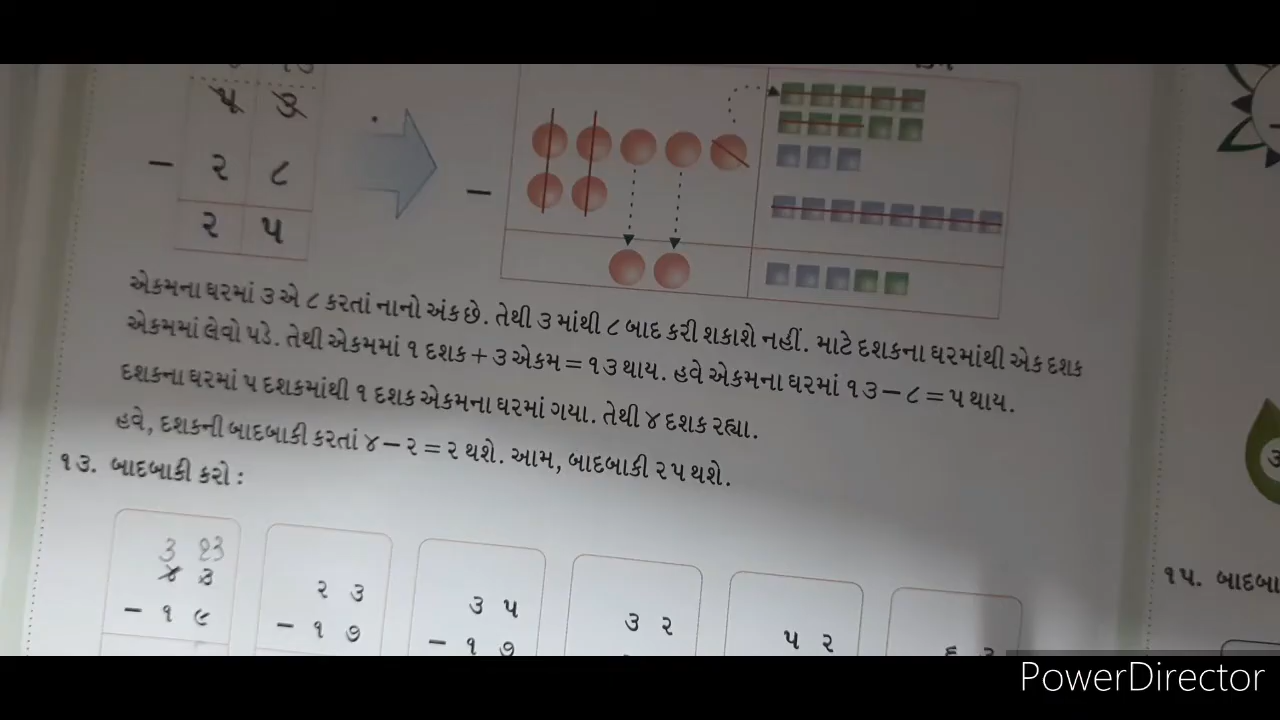 ૫ ૩
- ૨ ૮
૨ ૫
-
એકમના ઘરમાં ૩ એ ૮ કરતાં નાનો અંક છે. તેથી ૩ માંથી ૮ બાદ કરી શકાશે નહીં. માટે દશકના ઘરમાંથી એક દશક
એકમમાં લેવો પડે. તેથી એકમમાં ૧ દશક + ૩ એકમ = ૧૩ થાય. હવે એકમના ઘરમાં ૧૩ – ૮ = ૫ થાય.
દશકના ઘરમાં ૫ દશકમાંથી ૧ દશક એકમના ઘરમાં ગયા. તેથી ૪ દશક રહ્યા.
હવે, દશકની બાદબાકી કરતાં ૪ – ૨ = ૨ થશે. આમ, બાદબાકી ૨૫ થશે.
૧૩. બાદબાકી કરો :
૩ ૧૩
૪ ૩
- ૧ ૯
૨ ૩
- ૧ ૭
૩ ૫
- ૧ ૭
૩ ૨
૫ ૨
૧૫.
PowerDirector